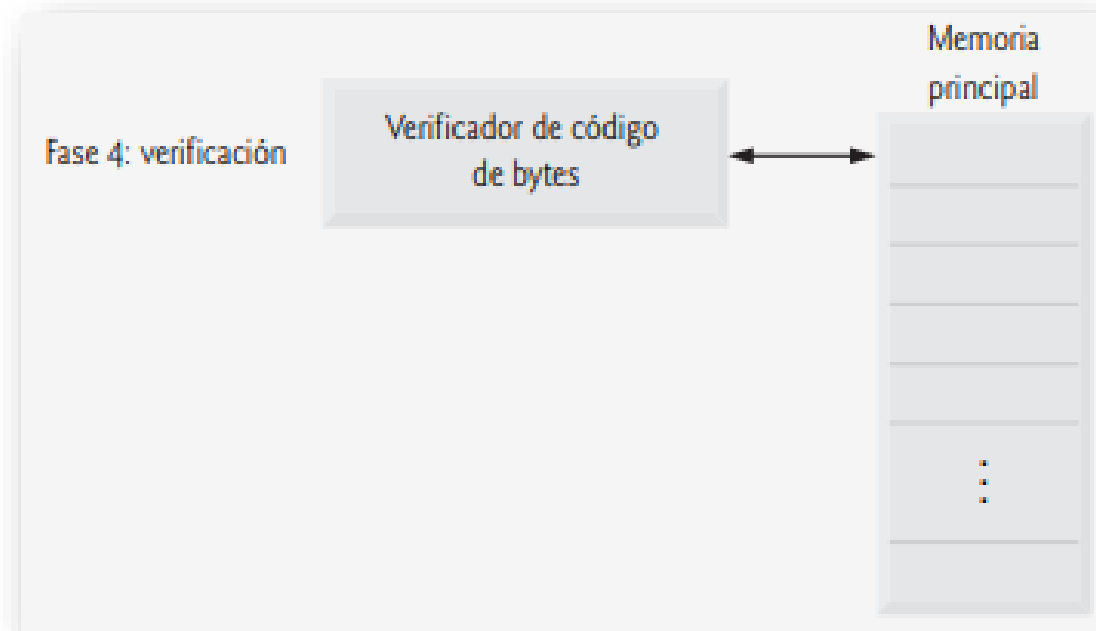 Memoria
principal
Fase 4: verificación
Verificador de código
de bytes